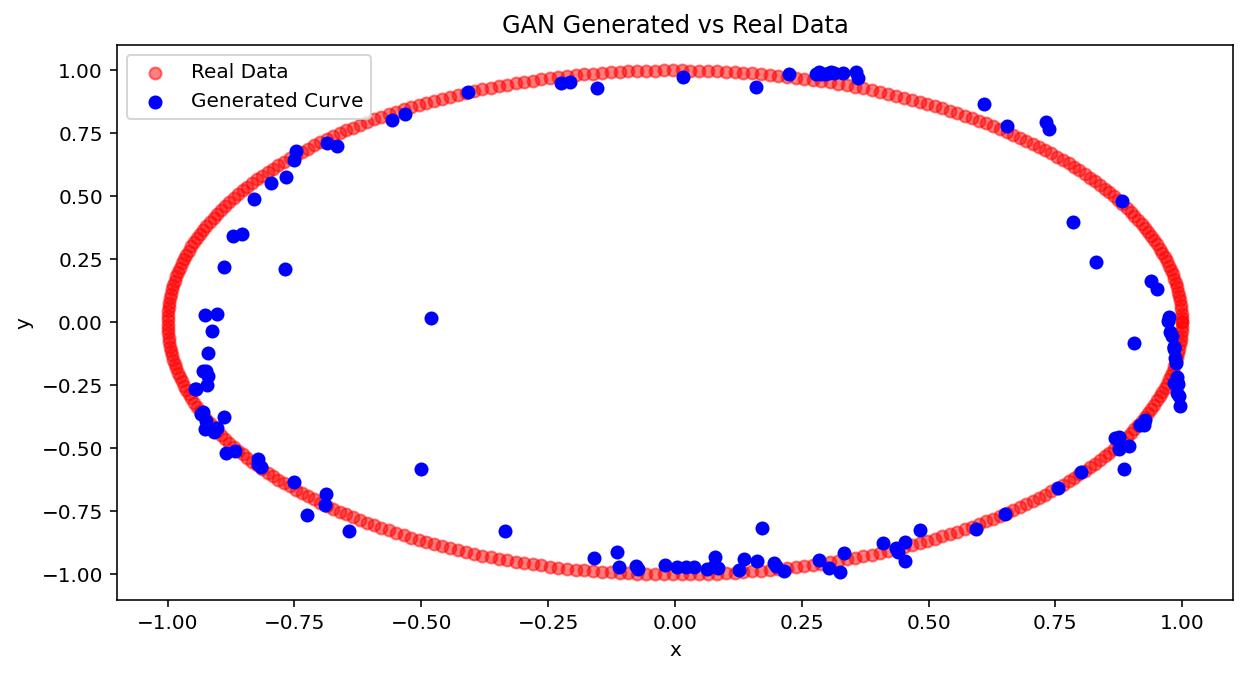 GAN Generated vs Real Data
Real Data
Generated Curve
1.00
0.75
0.50
0.25
0.00
−0.25
−0.50
−0.75
−1.00
y
−1.00 −0.75 −0.50 −0.25 0.00 0.25 0.50 0.75 1.00
x